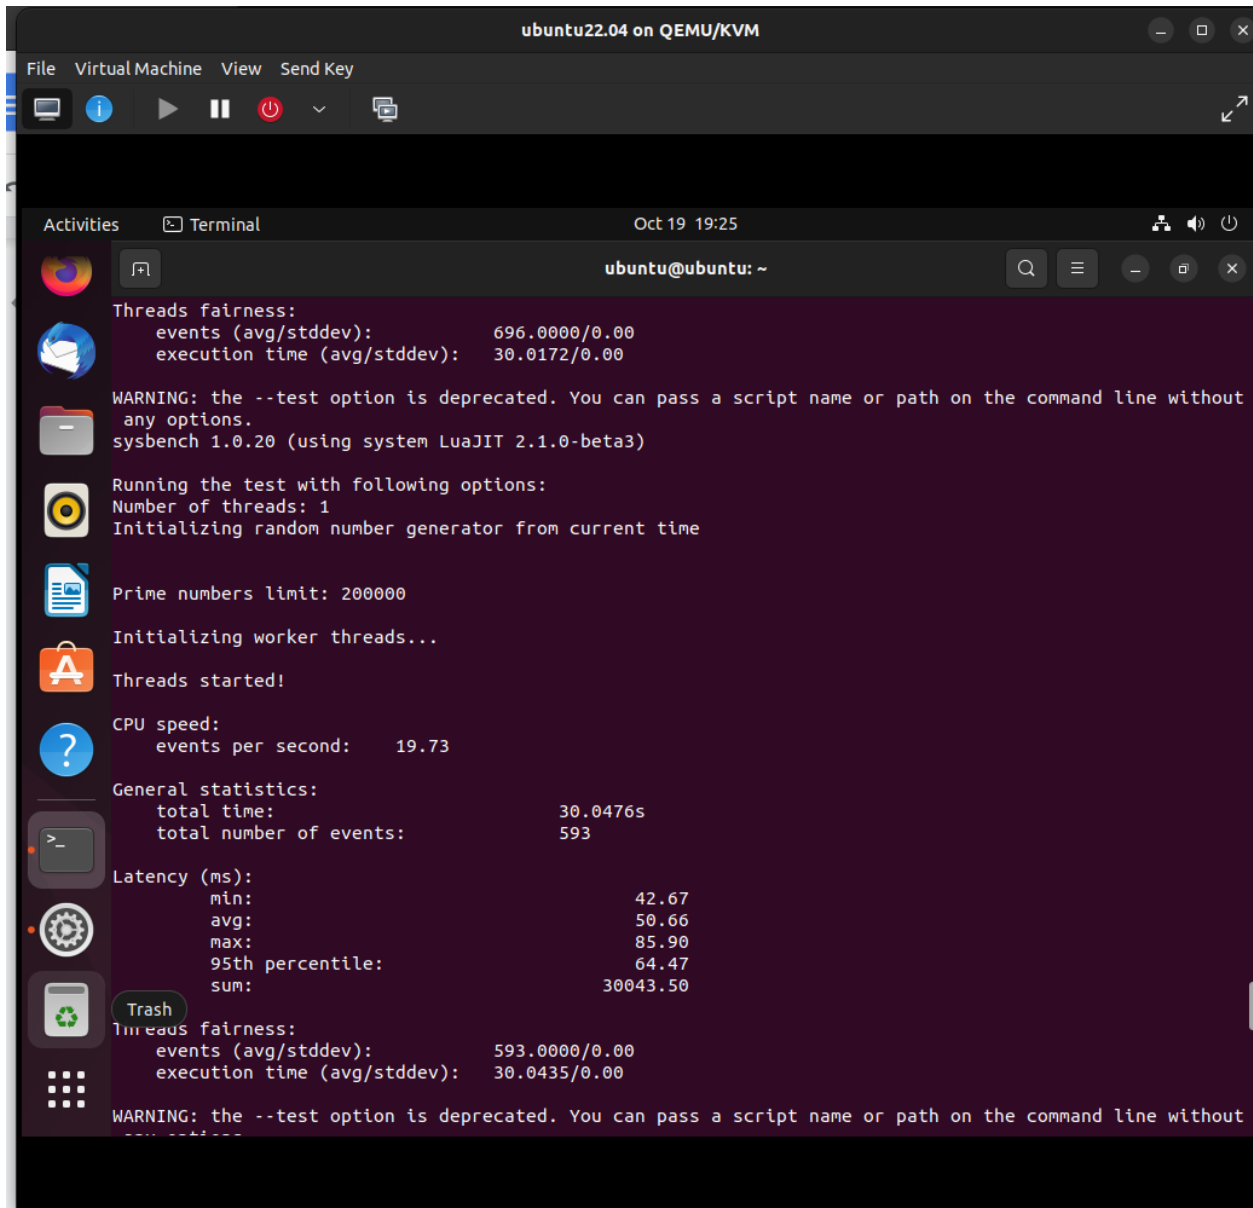 ubuntu22.04 on QEMU/KVM
File Virtual Machine View Send Key
Activities Terminal Oct 19 19:25
ubuntu@ubuntu: ~
Threads fairness:
events (avg/stddev): 696.0000/0.00
execution time (avg/stddev): 30.0172/0.00
WARNING: the --test option is deprecated. You can pass a script name or path on the command line without
any options.
sysbench 1.0.20 (using system LuaJIT 2.1.0-beta3)
Running the test with following options:
Number of threads: 1
Initializing random number generator from current time
Prime numbers limit: 200000
Initializing worker threads...
Threads started!
CPU speed:
events per second: 19.73
General statistics:
total time: 30.0476s
total number of events: 593
Latency (ms):
min: 42.67
avg: 50.66
max: 85.90
95th percentile: 64.47
sum: 30043.50
Trash
Threads fairness:
events (avg/stddev): 593.0000/0.00
execution time (avg/stddev): 30.0435/0.00
WARNING: the --test option is deprecated. You can pass a script name or path on the command line without